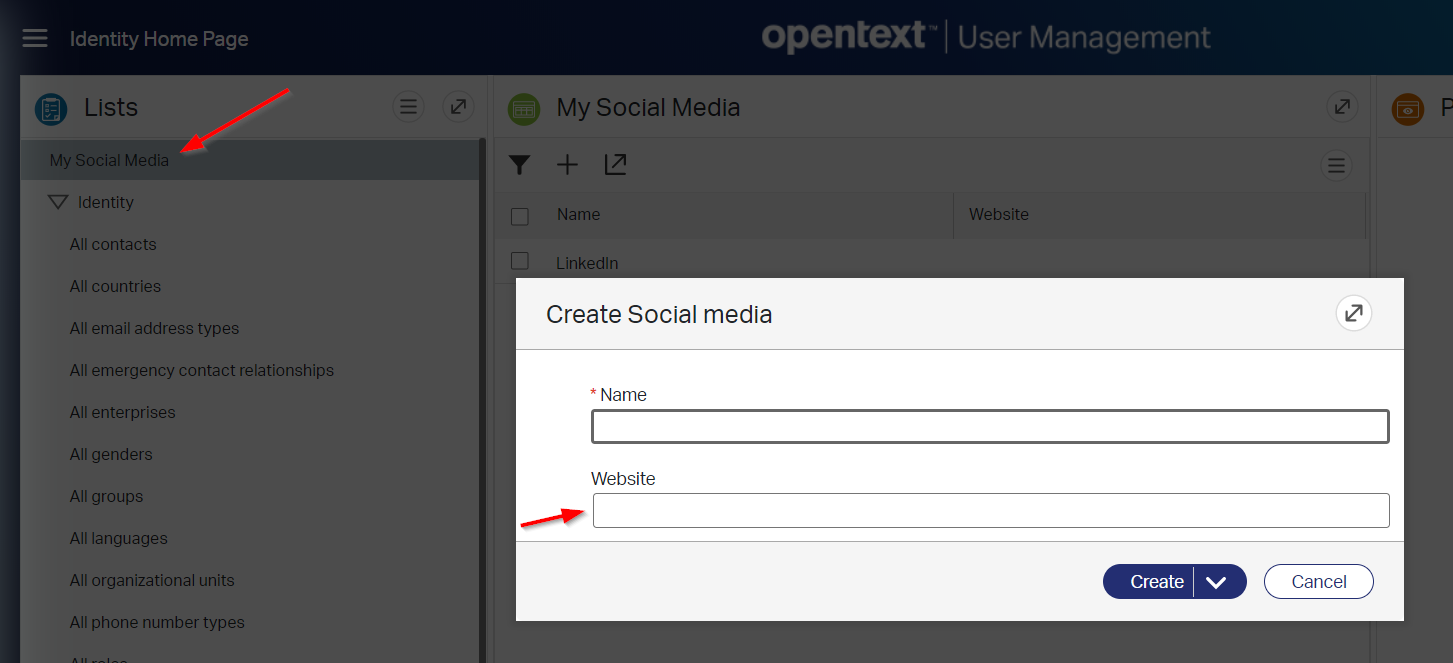 Identity Home Page
opentext™ | User Management
Lists
My Social Media
Identity
All contacts
All countries
All email address types
All emergency contact relationships
All enterprises
All genders
All groups
All languages
All organizational units
All phone number types
All roles
My Social Media
Name
Website
LinkedIn
P
Create Social media
* Name
Website
Create
Cancel